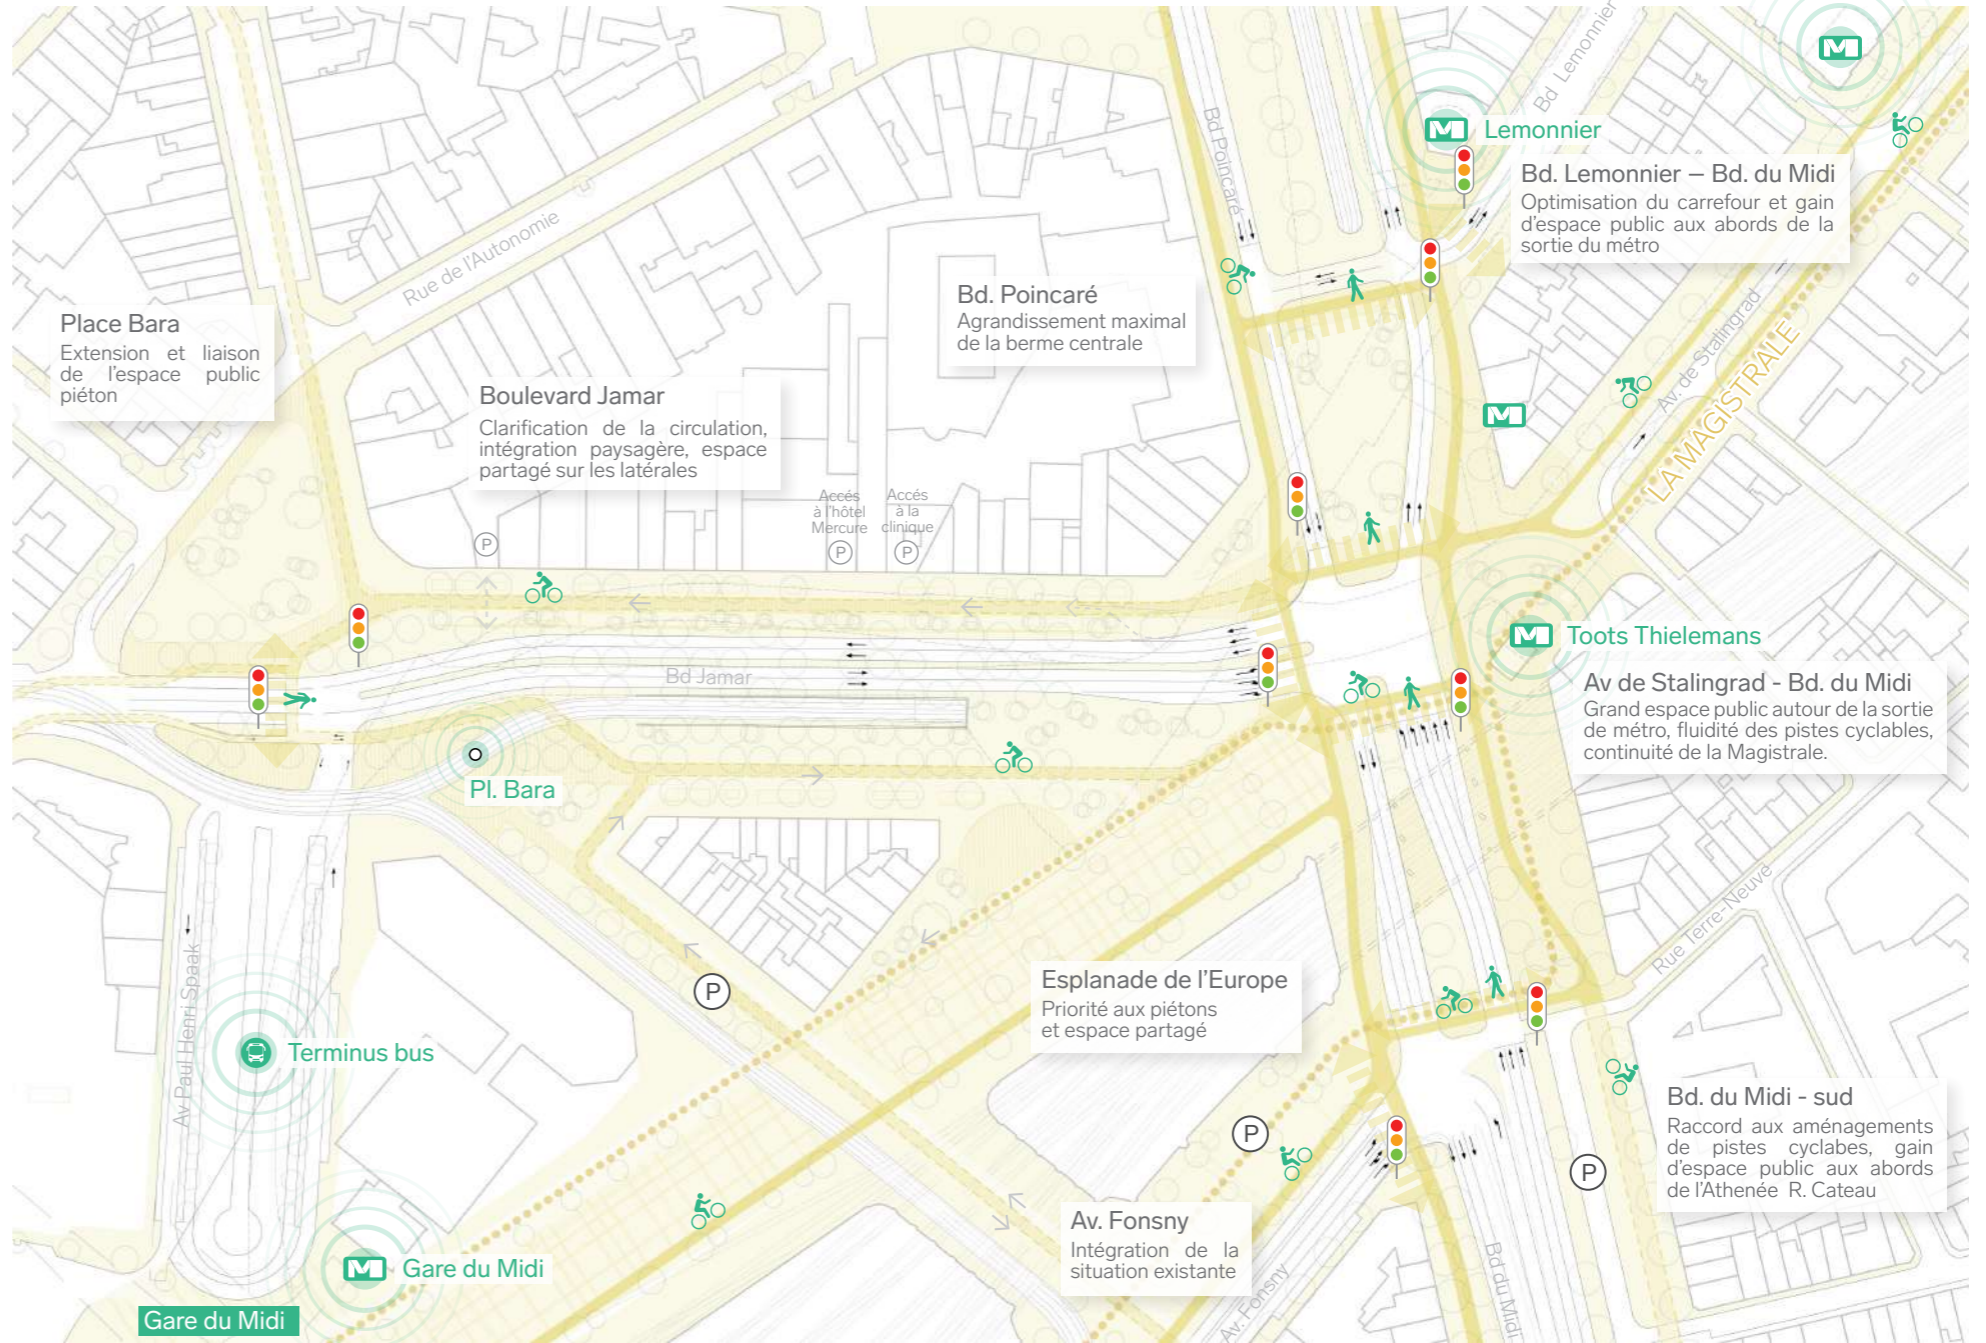 Bd Lemonnier
M
M Lemonnier
Bd. Lemonnier – Bd. du Midi
Optimisation du carrefour et gain
d'espace public aux abords de la
sortie du métro
Bd Poincaré
Rue de l'Autonomie
Place Bara
Extension et liaison
de l'espace public
piéton
Bd. Poincaré
Agrandissement maximal
de la berme centrale
Boulevard Jamar
Clarification de la circulation,
intégration paysagère, espace
partagé sur les latérales
Av. de Stalingrad
LA MAGISTRALE
M
Accés
à l'hôtel
Mercure
P
Accés
à la
clinique
P
P
M Toots Thielemans
Av de Stalingrad - Bd. du Midi
Grand espace public autour de la sortie
de métro, fluidité des pistes cyclables,
continuité de la Magistrale.
Bd Jamar
Pl. Bara
Rue Terre-Neuve
Esplanade de l'Europe
Priorité aux piétons
et espace partagé
P
Av Paul Henri Spaak
Terminus bus
Bd. du Midi - sud
Raccord aux aménagements
de pistes cyclabes, gain
d'espace public aux abords
de l'Athenée R. Cateau
P
P
Av. Fonsny
Intégration de la
situation existante
M Gare du Midi
Gare du Midi
Av. Fonsny
Bd du Midi